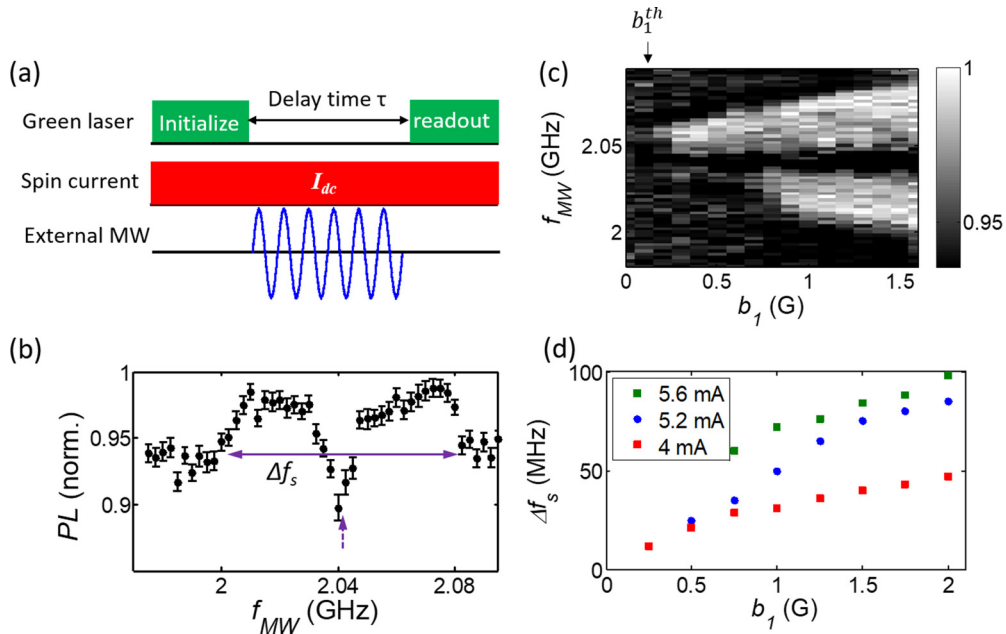 (a)
Green laser
Initialize
Delay time τ
readout
Spin current
I_dc
External MW
(b)
PL (norm.)
1
0.95
0.9
Δf_s
2
2.04
2.08
f_MW (GHz)
b_1^th
(c)
f_MW (GHz)
2.05
2
0
0.5
1
1.5
b_1 (G)
1
0.95
(d)
Δf_s (MHz)
100
50
0
5.6 mA
5.2 mA
4 mA
0
0.5
1.0
1.5
2.0
b_1 (G)